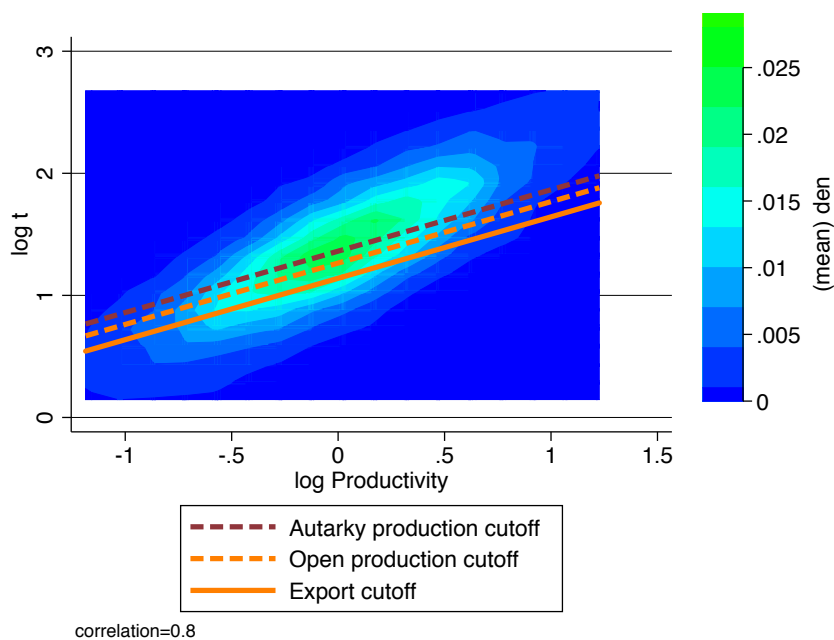 3
2
1
0
log t
-1
-.5
0
.5
1
1.5
log Productivity
.025
.02
.015
.01
.005
0
(mean) den
Autarky production cutoff
Open production cutoff
Export cutoff
correlation=0.8